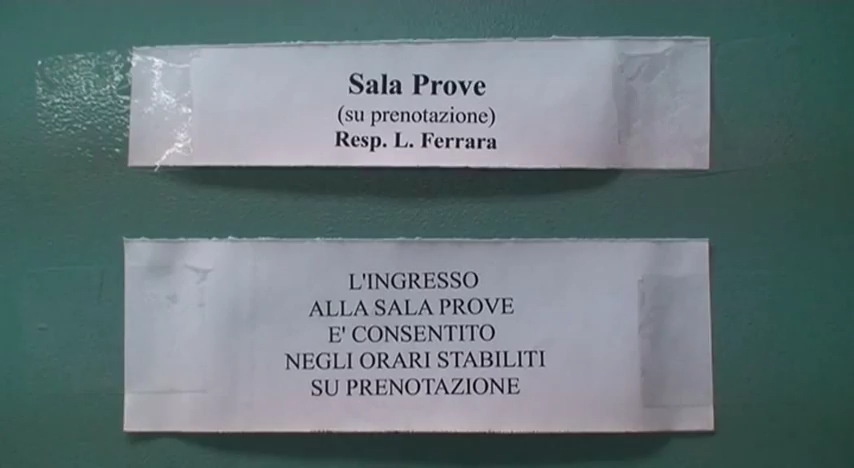 Sala Prove
(su prenotazione)
Resp. L. Ferrara
L'INGRESSO
ALLA SALA PROVE
E' CONSENTITO
NEGLI ORARI STABILITI
SU PRENOTAZIONE